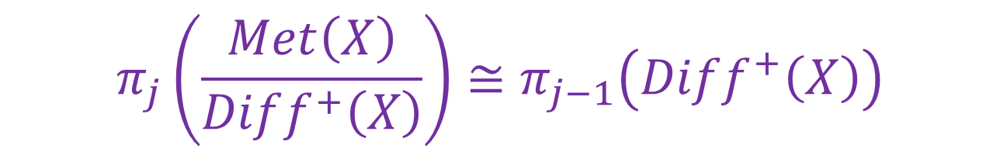 π_j (Met(X) / Diff⁺(X)) ≅ π_{j−1}(Diff⁺(X))